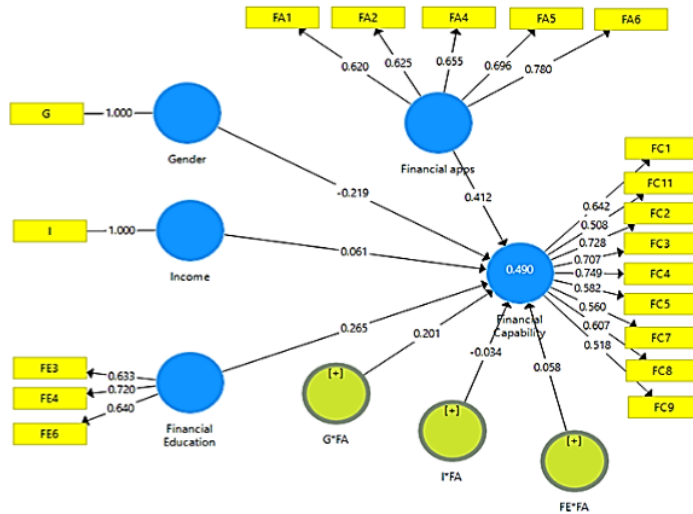 FA1
FA2
FA4
FA5
FA6
0.620
0.625
0.655
0.696
0.780
G
1.000
Gender
Financial apps
-0.219
0.412
I
1.000
Income
0.061
FE3
FE4
FE6
0.633
0.720
0.640
Financial
Education
0.265
0.490
Financial
Capability
FC1
FC11
FC2
FC3
FC4
FC5
FC7
FC8
FC9
0.642
0.508
0.728
0.707
0.749
0.582
0.560
0.607
0.518
0.201
-0.034
0.058
[+]
G*FA
[+]
I*FA
[+]
FE*FA